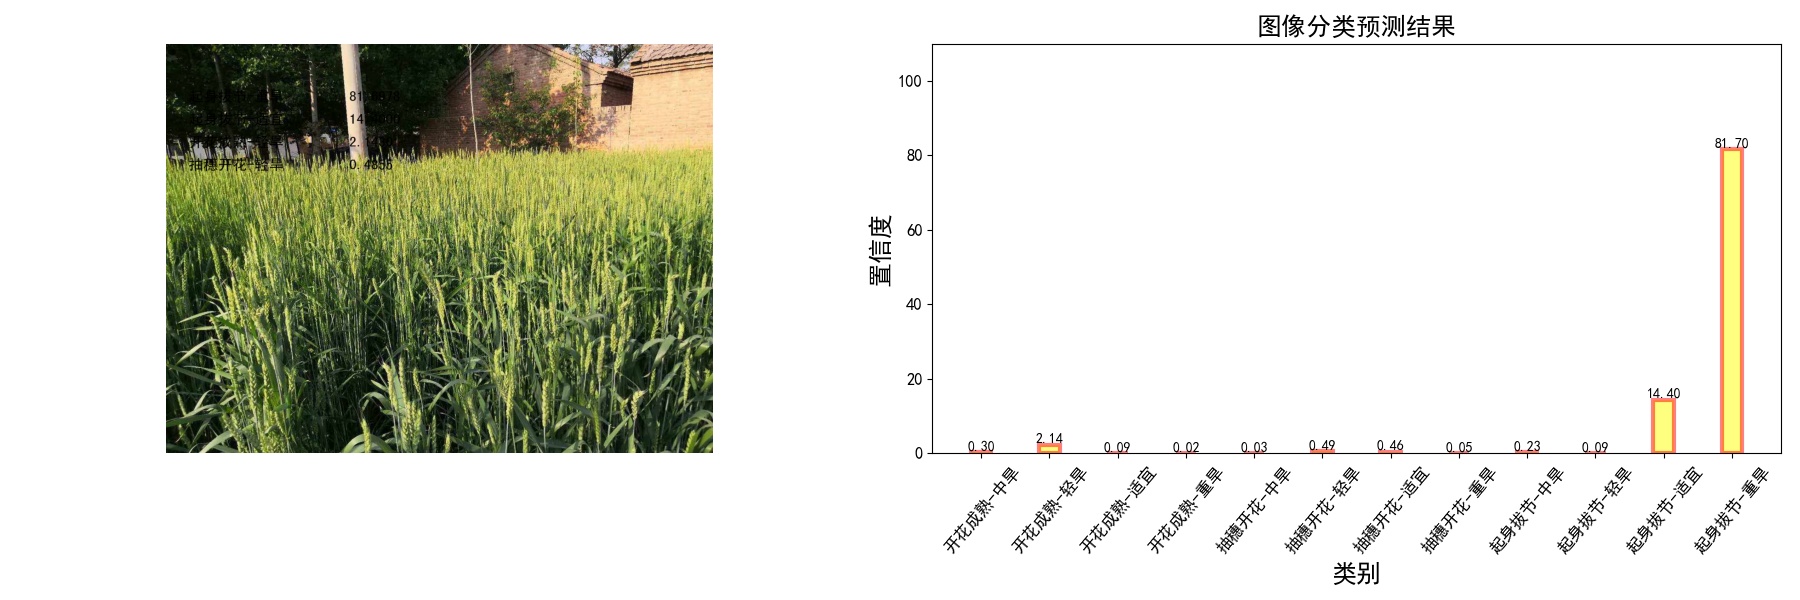 抽穗开花-轻旱 0.4855
图像分类预测结果
置信度
100
80
60
40
20
0
0.30
2.14
0.09
0.02
0.03
0.49
0.46
0.05
0.23
0.09
14.40
81.70
开花成熟-中旱
开花成熟-轻旱
开花成熟-适宜
开花成熟-重旱
抽穗开花-中旱
抽穗开花-轻旱
抽穗开花-适宜
抽穗开花-重旱
起身拔节-中旱
起身拔节-轻旱
起身拔节-适宜
起身拔节-重旱
类别